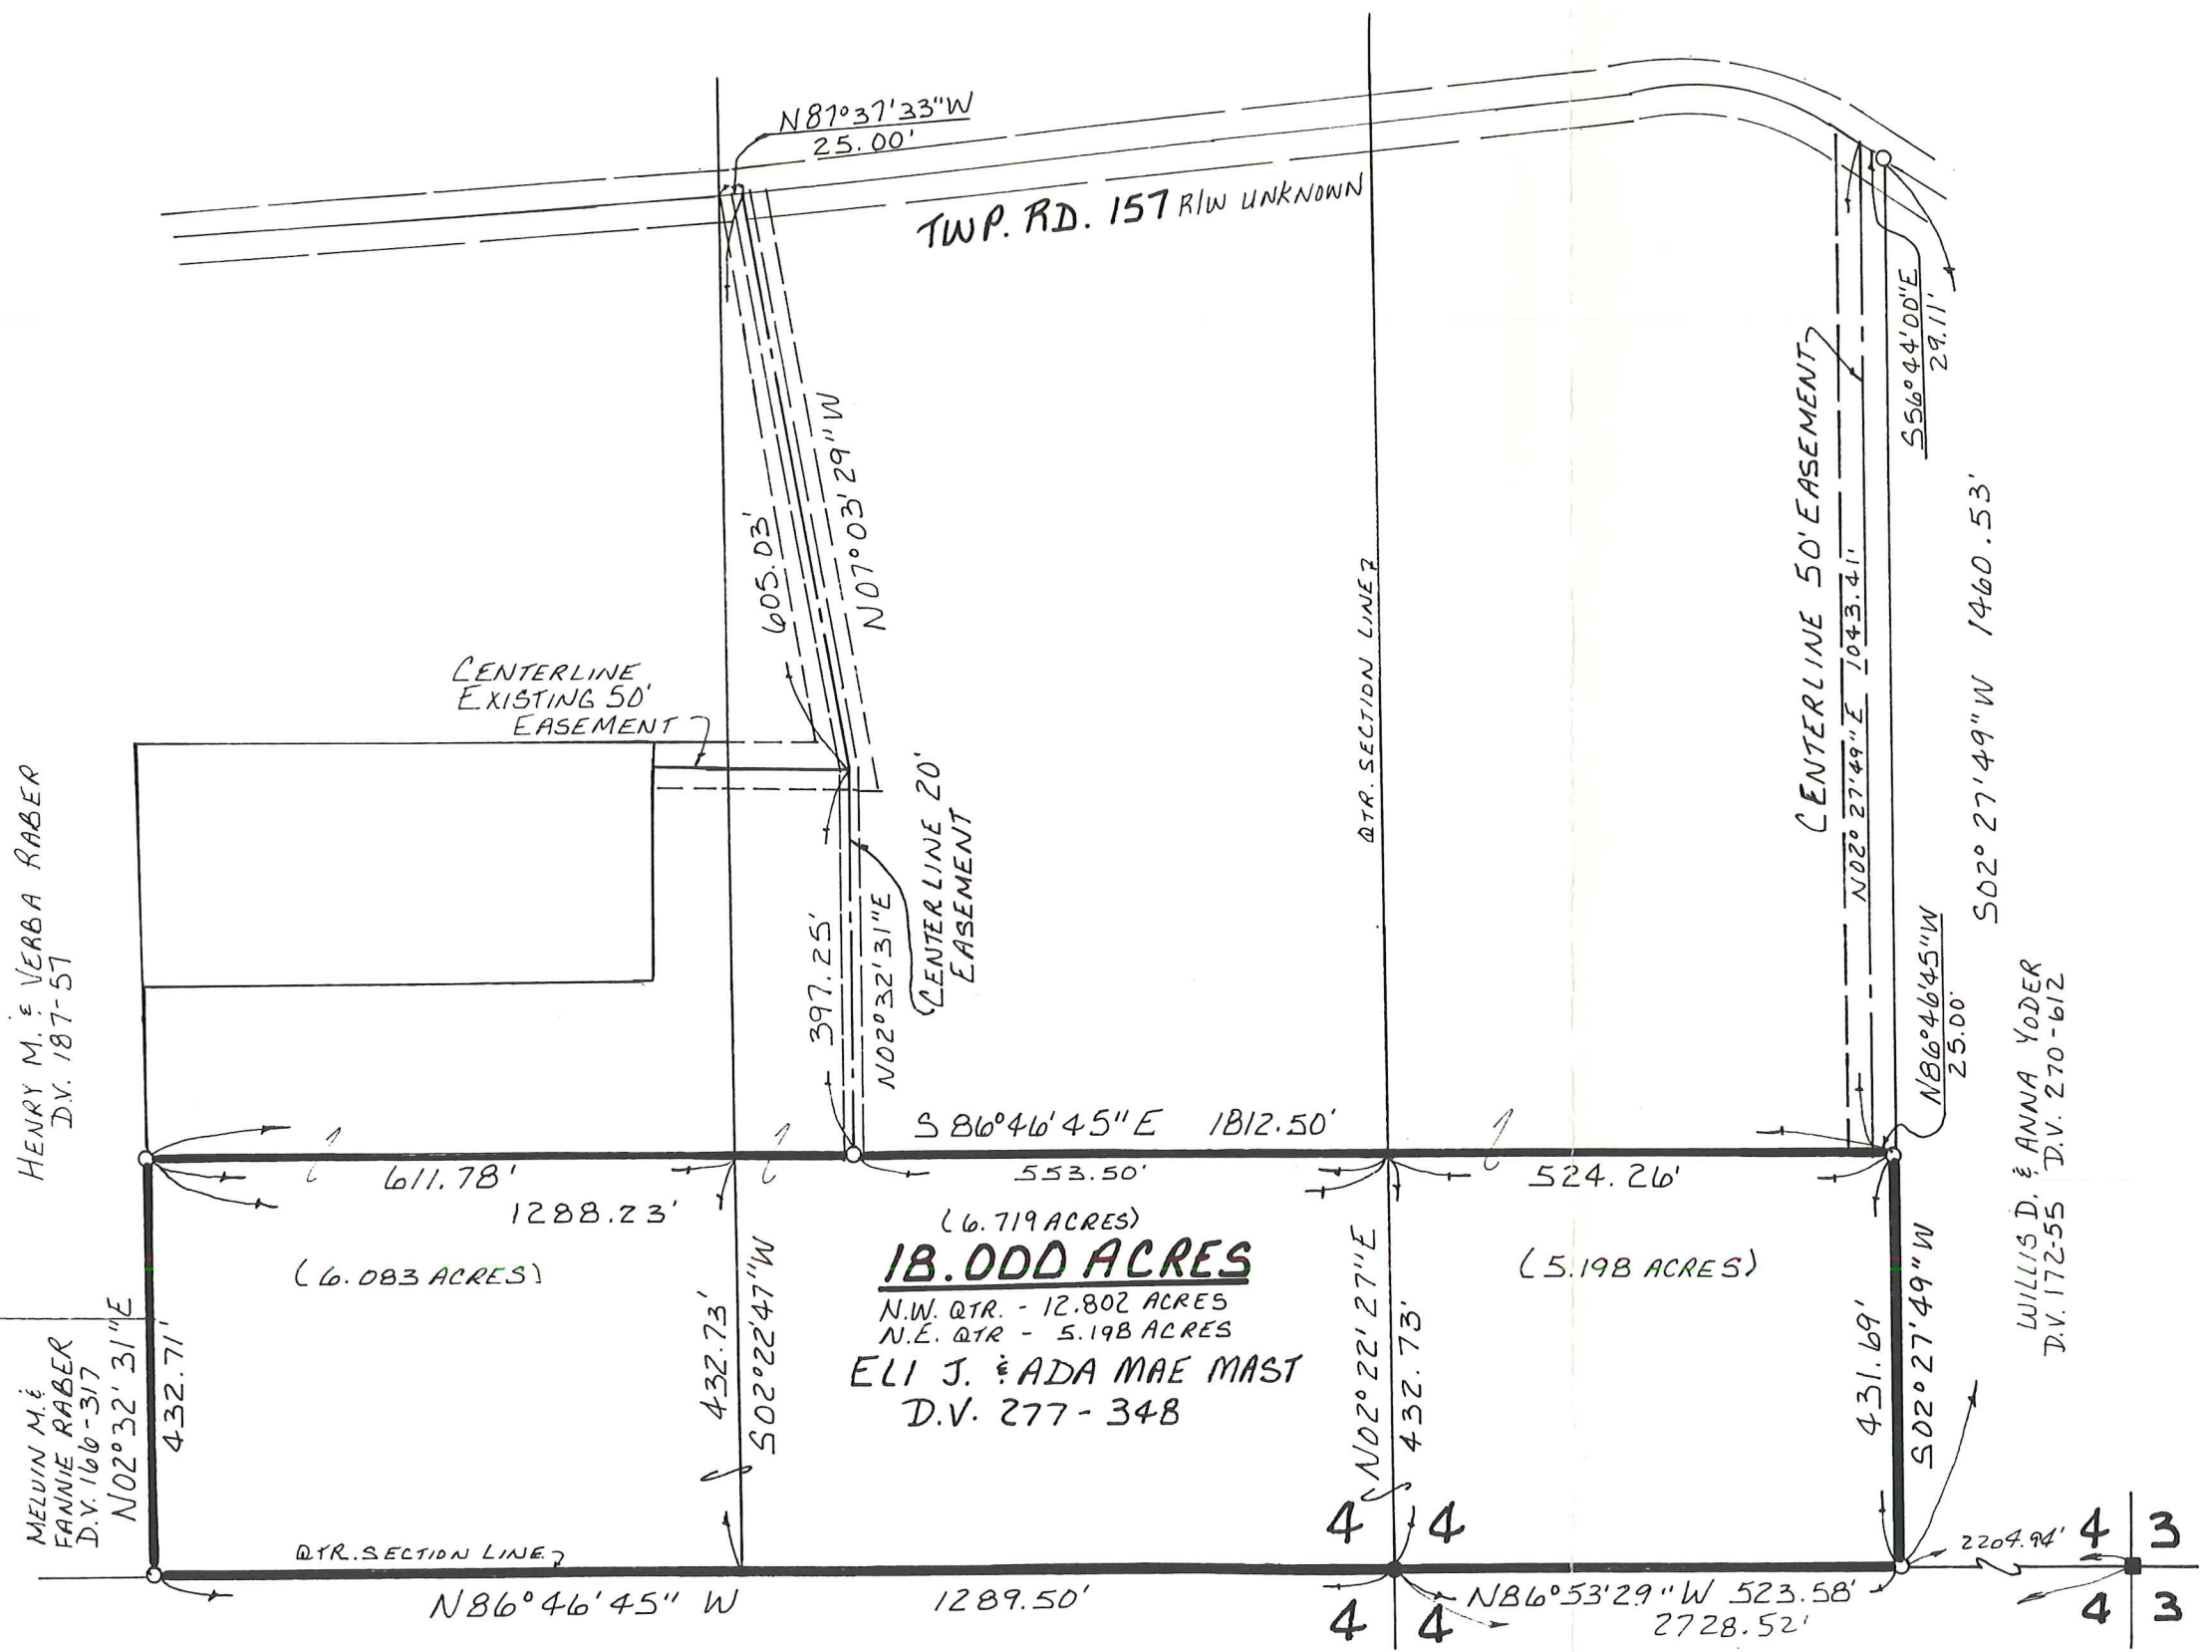 N87°37'33"W
25.00'
TWP. RD. 157 R/W UNKNOWN
S56°44'00"E
29.11'
605.03'
N07°03'29"W
CENTERLINE
EXISTING 50'
EASEMENT
QTR. SECTION LINE
CENTERLINE 50' EASEMENT
N02°27'49"E 1043.41'
S02°27'49"W 1460.53'
HENRY M. & VERBA RABER
D.V. 187-57
397.25'
N02°32'31"E
CENTER LINE 20'
EASEMENT
N86°46'45"W
25.00'
WILLIS D. & ANNA YODER
D.V. 172-55 D.V. 270-612
S 86°46'45"E 1812.50'
611.78'
553.50'
524.26'
1288.23'
(6.719 ACRES)
(6.083 ACRES)
18.000 ACRES
(5.198 ACRES)
N.W. QTR. - 12.802 ACRES
N.E. QTR - 5.198 ACRES
ELI J. & ADA MAE MAST
D.V. 277-348
MELVIN M. &
FANNIE RABER
D.V. 166-317
N02°32'31"E
432.71'
432.73'
S02°22'47"W
N02°22'27"E
432.73'
431.69'
S02°27'49"W
QTR. SECTION LINE
4 4
2204.94' 4 3
N86°46'45" W 1289.50'
N86°53'29"W 523.58'
4 4
2728.52'
4 3